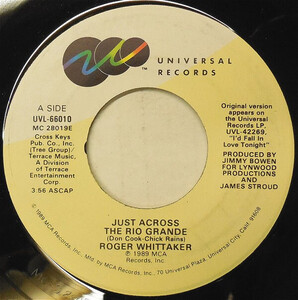 UNIVERSAL
RECORDS
TM
A SIDE
UVL-66010
MC 28019E
Cross Keys
Pub. Co., Inc.
(Tree Group)/
Terrace Music,
A Division
of Terrace
Entertainment
Corp.
3:56 ASCAP
Original version
appears on
the Universal
Records LP,
UVL-42269,
"I'd Fall In
Love Tonight"
PRODUCED BY
JIMMY BOWEN
FOR LYNWOOD
PRODUCTIONS
AND
JAMES STROUD
JUST ACROSS
THE RIO GRANDE
(Don Cook-Chick Rains)
ROGER WHITTAKER
℗ 1989 MCA
Records, Inc.
© 1989 MCA Records, Inc. Mfd. by MCA Records, Inc., 70 Universal Plaza, Universal City, Calif. 91608